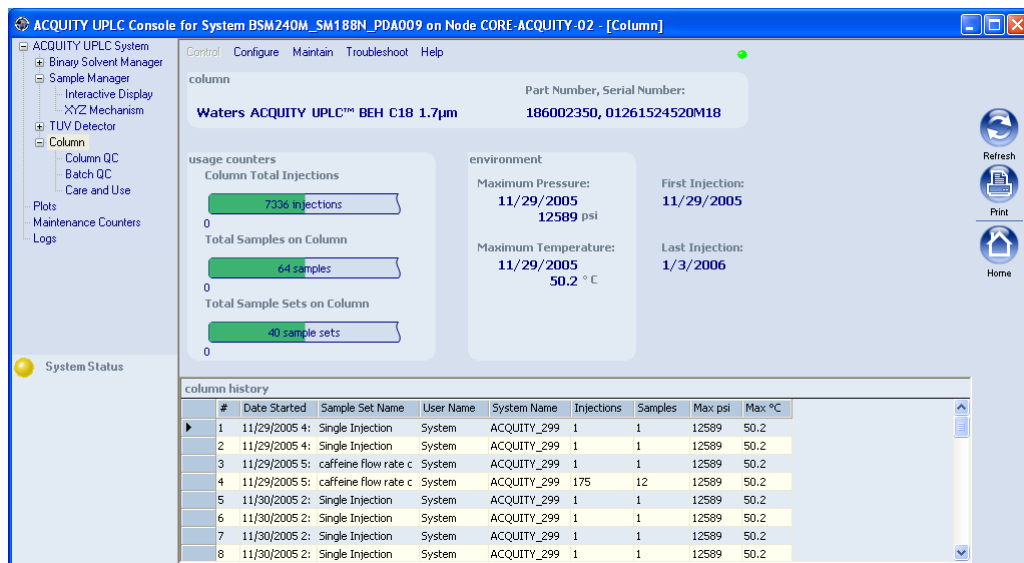 ACQUITY UPLC Console for System BSM240M_SM188N_PDA009 on Node CORE-ACQUITY-02 - [Column]
ACQUITY UPLC System
Binary Solvent Manager
Sample Manager
Interactive Display
XYZ Mechanism
TUV Detector
Column
Column QC
Batch QC
Care and Use
Plots
Maintenance Counters
Logs
System Status
Control Configure Maintain Troubleshoot Help
column
Part Number, Serial Number:
Waters ACQUITY UPLC™ BEH C18 1.7µm 186002350, 01261524520M18
usage counters
Column Total Injections
7336 injections
0
Total Samples on Column
64 samples
0
Total Sample Sets on Column
40 sample sets
0
environment
Maximum Pressure:
11/29/2005
12589 psi
Maximum Temperature:
11/29/2005
50.2 °C
First Injection:
11/29/2005
Last Injection:
1/3/2006
Refresh
Print
Home
column history
# Date Started Sample Set Name User Name System Name Injections Samples Max psi Max °C
1 11/29/2005 4: Single Injection System ACQUITY_299 1 1 12589 50.2
2 11/29/2005 4: Single Injection System ACQUITY_299 1 1 12589 50.2
3 11/29/2005 5: caffeine flow rate c System ACQUITY_299 1 1 12589 50.2
4 11/29/2005 5: caffeine flow rate c System ACQUITY_299 175 12 12589 50.2
5 11/30/2005 2: Single Injection System ACQUITY_299 1 1 12589 50.2
6 11/30/2005 2: Single Injection System ACQUITY_299 1 1 12589 50.2
7 11/30/2005 2: Single Injection System ACQUITY_299 1 1 12589 50.2
8 11/30/2005 2: Single Injection System ACQUITY_299 1 1 12589 50.2